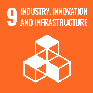 9 INDUSTRY, INNOVATION
AND INFRASTRUCTURE